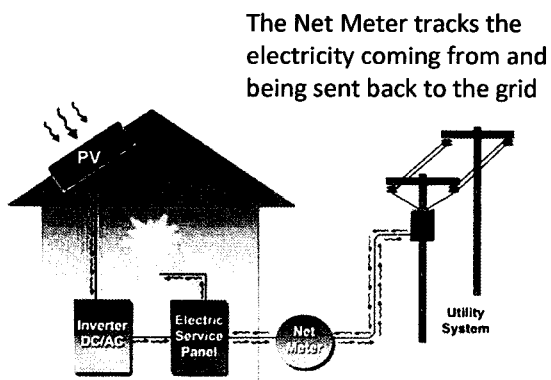 The Net Meter tracks the
electricity coming from and
being sent back to the grid
PV
Inverter
DC/AC
Electric
Service
Panel
Net
Meter
Utility
System